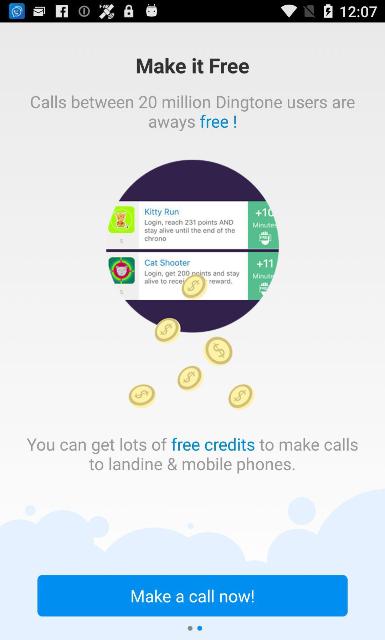 12:07
Make it Free
Calls between 20 million Dingtone users are
aways free !
Kitty Run
Login, reach 231 points AND
stay alive until the end of the
chrono
+10
Minutes
Cat Shooter
Login, get 200 points and stay
alive to receive reward.
+11
Minutes
You can get lots of free credits to make calls
to landine & mobile phones.
Make a call now!